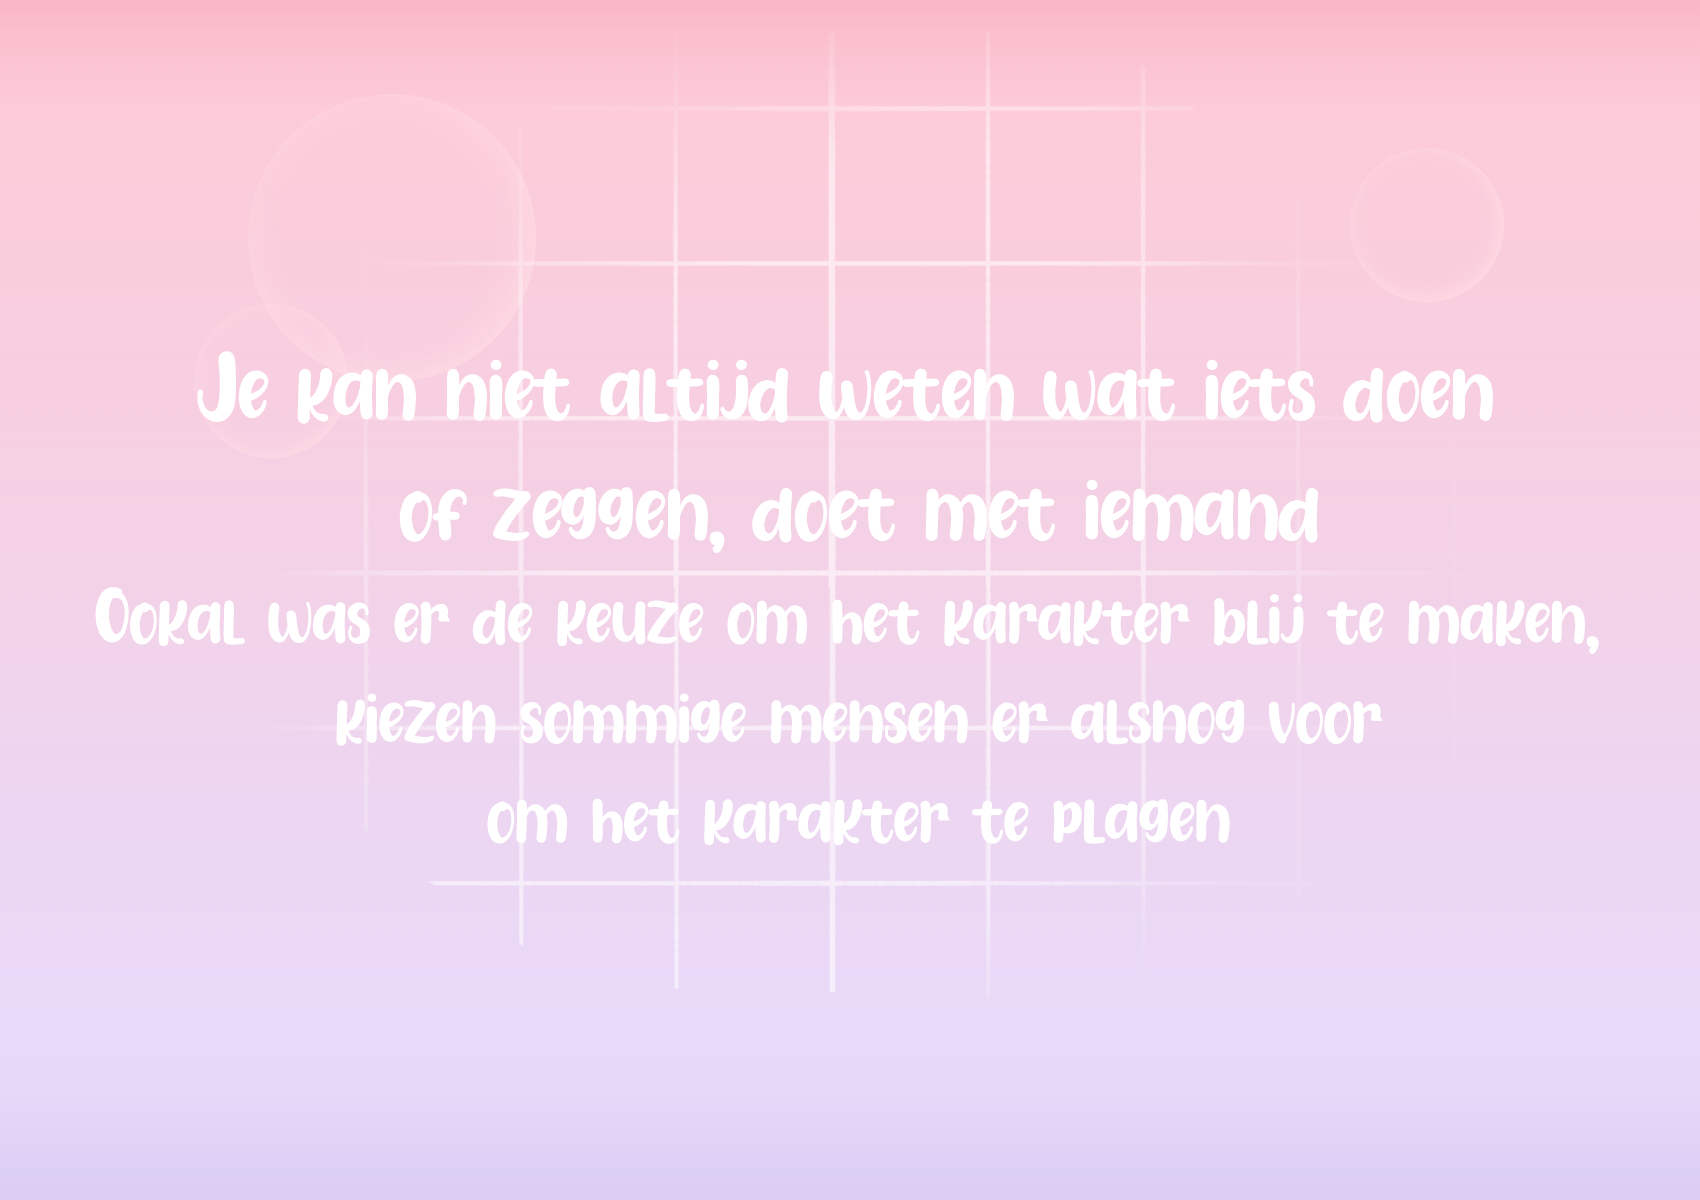 Je kan niet altijd weten wat iets doen
of zeggen, doet met iemand
Ookal was er de keuze om het karakter blij te maken,
kiezen sommige mensen er alsnog voor
om het karakter te plagen